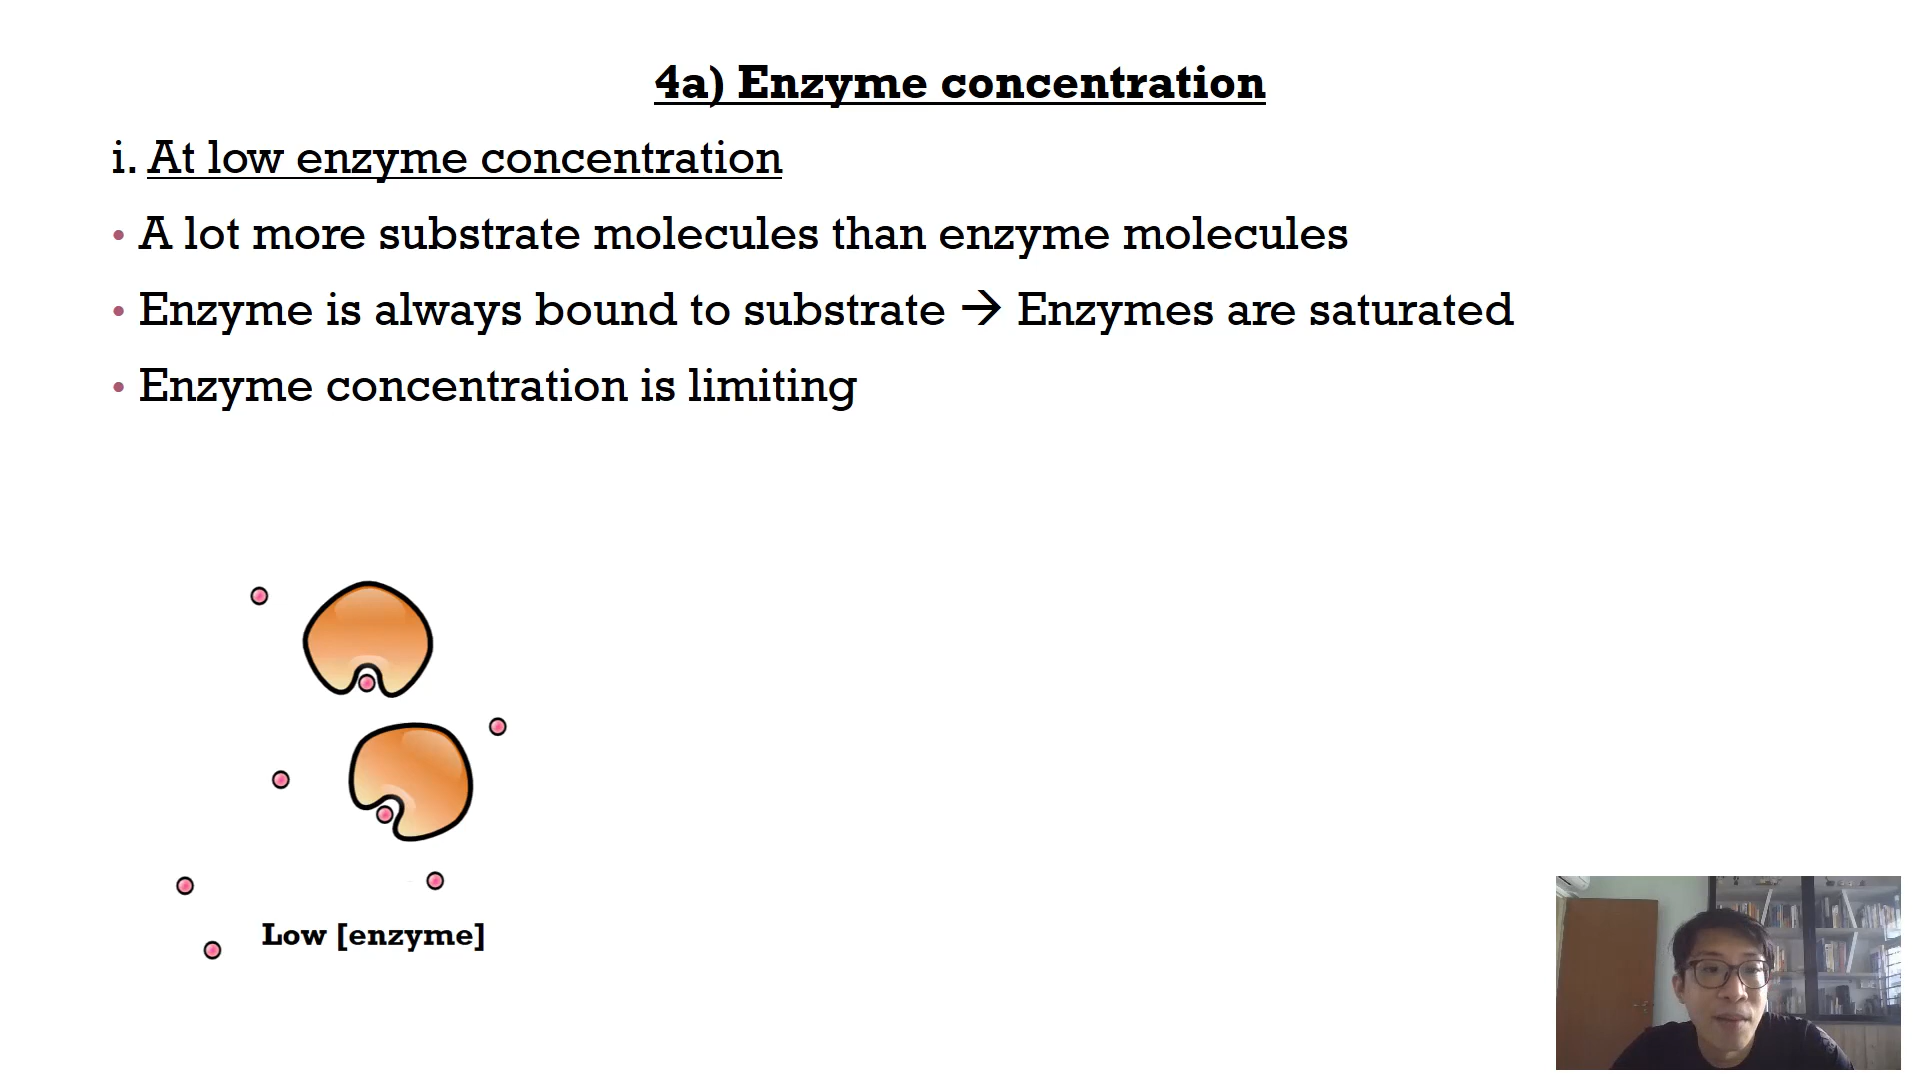 4a) Enzyme concentration
i. At low enzyme concentration
• A lot more substrate molecules than enzyme molecules
• Enzyme is always bound to substrate → Enzymes are saturated
• Enzyme concentration is limiting
Low [enzyme]